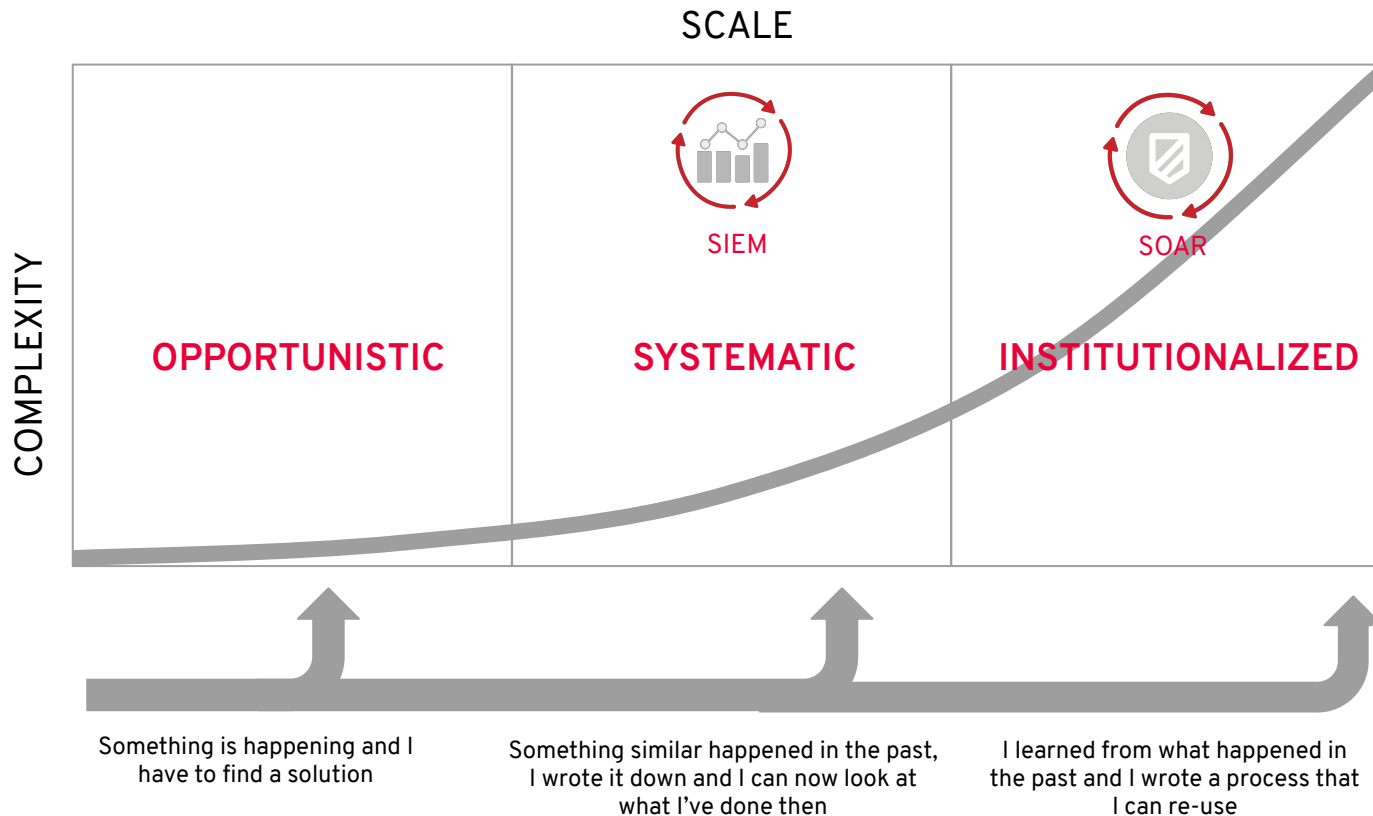 SCALE
COMPLEXITY
SIEM
SOAR
OPPORTUNISTIC
SYSTEMATIC
INSTITUTIONALIZED
Something is happening and I
have to find a solution
Something similar happened in the past,
I wrote it down and I can now look at
what I've done then
I learned from what happened in
the past and I wrote a process that
I can re-use